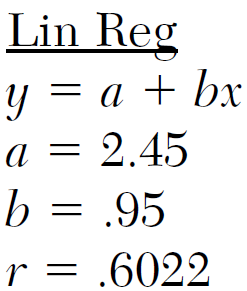 Lin Reg
y = a + bx
a = 2.45
b = .95
r = .6022